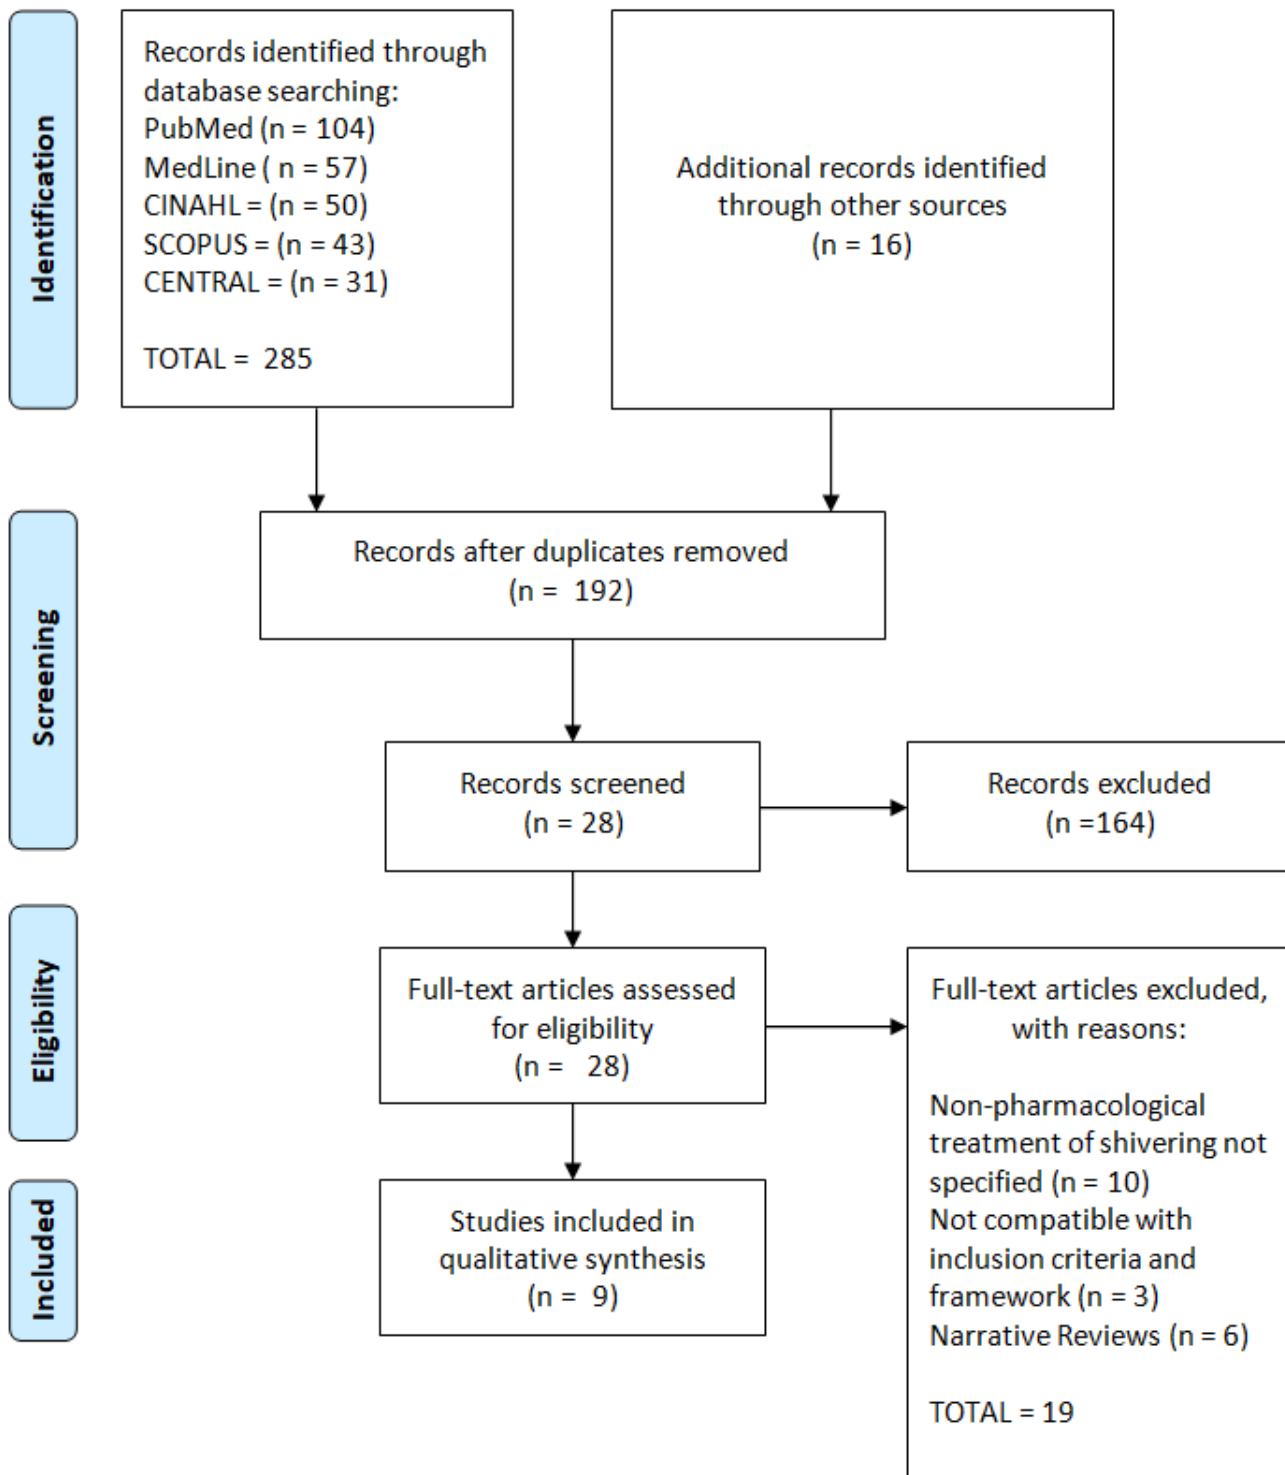 Identification
Records identified through
database searching:
PubMed (n = 104)
MedLine ( n = 57)
CINAHL = (n = 50)
SCOPUS = (n = 43)
CENTRAL = (n = 31)
TOTAL = 285
Additional records identified
through other sources
(n = 16)
Screening
Records after duplicates removed
(n = 192)
Records screened
(n = 28)
Records excluded
(n =164)
Eligibility
Full-text articles assessed
for eligibility
(n = 28)
Full-text articles excluded,
with reasons:
Non-pharmacological
treatment of shivering not
specified (n = 10)
Not compatible with
inclusion criteria and
framework (n = 3)
Narrative Reviews (n = 6)
TOTAL = 19
Included
Studies included in
qualitative synthesis
(n = 9)